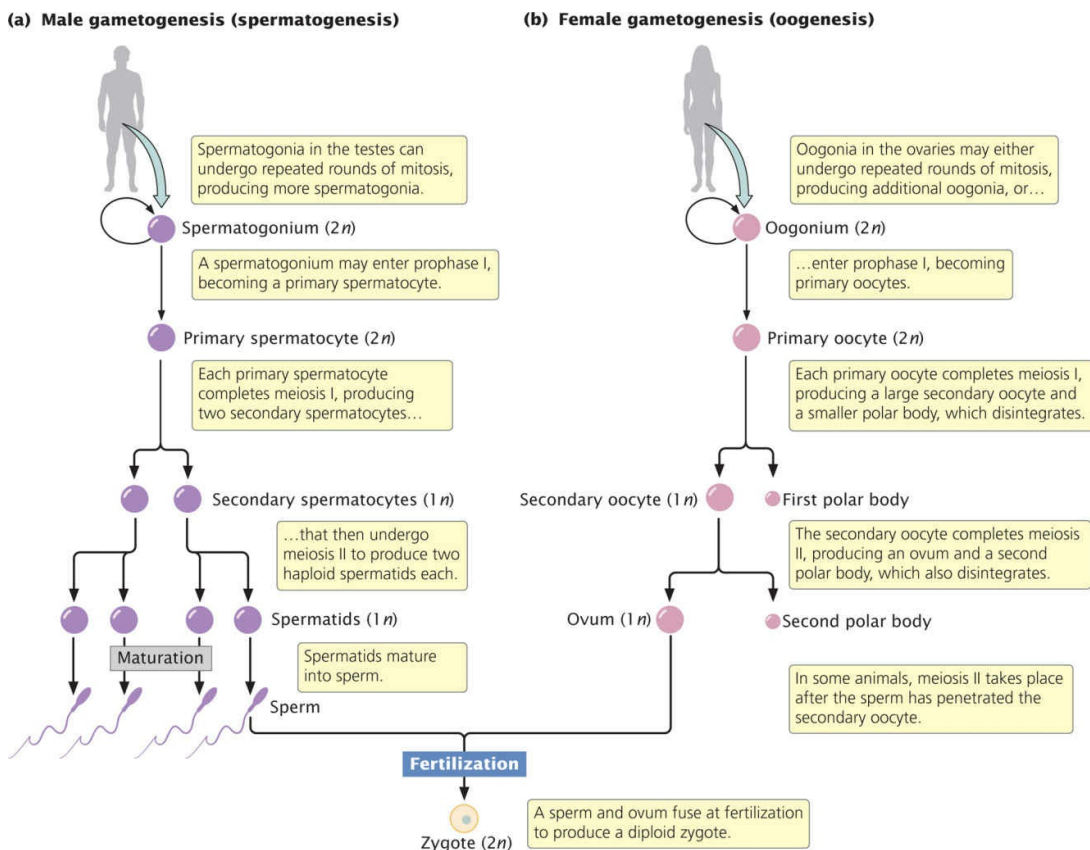 (a) Male gametogenesis (spermatogenesis)
Spermatogonia in the testes can
undergo repeated rounds of mitosis,
producing more spermatogonia.
Spermatogonium (2n)
A spermatogonium may enter prophase I,
becoming a primary spermatocyte.
Primary spermatocyte (2n)
Each primary spermatocyte
completes meiosis I, producing
two secondary spermatocytes…
Secondary spermatocytes (1n)
…that then undergo
meiosis II to produce two
haploid spermatids each.
Spermatids (1n)
Maturation
Spermatids mature
into sperm.
Sperm
(b) Female gametogenesis (oogenesis)
Oogonia in the ovaries may either
undergo repeated rounds of mitosis,
producing additional oogonia, or…
Oogonium (2n)
…enter prophase I, becoming
primary oocytes.
Primary oocyte (2n)
Each primary oocyte completes meiosis I,
producing a large secondary oocyte and
a smaller polar body, which disintegrates.
Secondary oocyte (1n)
First polar body
The secondary oocyte completes meiosis
II, producing an ovum and a second
polar body, which also disintegrates.
Ovum (1n)
Second polar body
In some animals, meiosis II takes place
after the sperm has penetrated the
secondary oocyte.
Fertilization
A sperm and ovum fuse at fertilization
to produce a diploid zygote.
Zygote (2n)